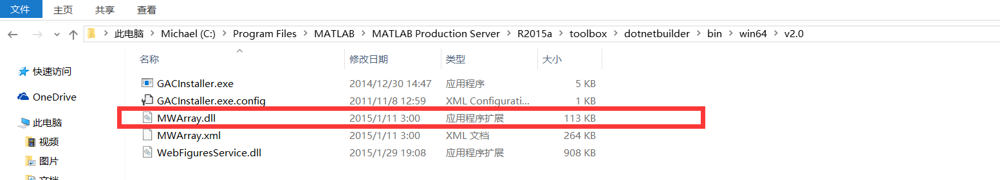 文件 主页 共享 查看
此电脑 Michael (C:) Program Files MATLAB MATLAB Production Server R2015a toolbox dotnetbuilder bin win64 v2.0
快速访问
OneDrive
此电脑
视频
图片
文档
名称 修改日期 类型 大小
GACInstaller.exe 2014/12/30 14:47 应用程序 5 KB
GACInstaller.exe.config 2011/11/8 12:59 XML Configurati... 1 KB
MWArray.dll 2015/1/11 3:00 应用程序扩展 113 KB
MWArray.xml 2015/1/11 3:00 XML 文档 264 KB
WebFiguresService.dll 2015/1/29 19:08 应用程序扩展 908 KB